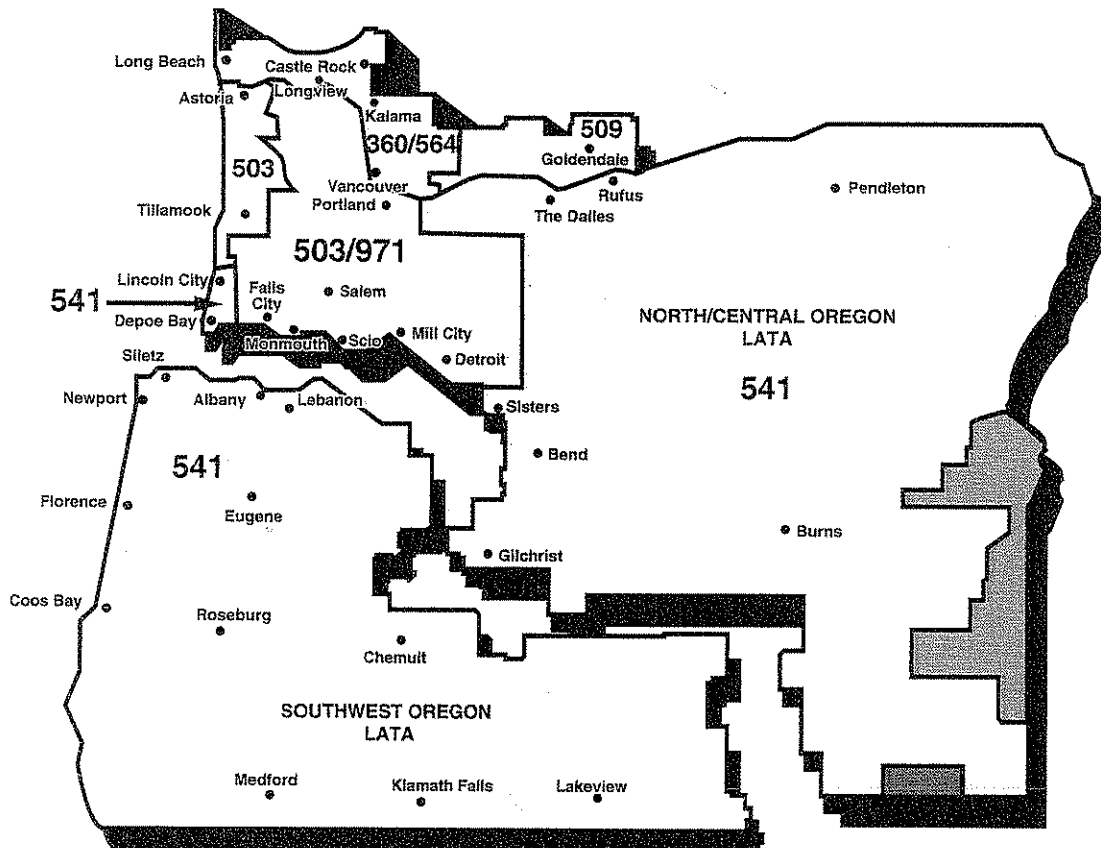 Long Beach
Castle Rock
Longview
Astoria
Kalama
360/564
509
Goldendale
503
Vancouver
Portland
Rufus
The Dalles
Pendleton
Tillamook
503/971
Lincoln City
Falls
City
Salem
541
Depoe Bay
Monmouth
Scio
Mill City
Detroit
NORTH/CENTRAL OREGON
LATA
541
Siletz
Newport
Albany
Lebanon
Sisters
Bend
541
Florence
Eugene
Burns
Gilchrist
Coos Bay
Roseburg
Chemult
SOUTHWEST OREGON
LATA
Medford
Klamath Falls
Lakeview